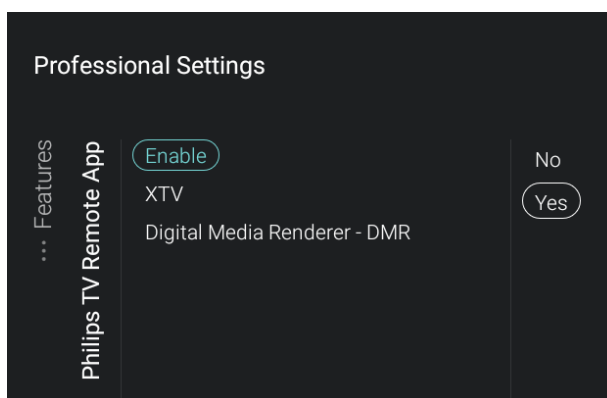 Professional Settings
... Features
Philips TV Remote App
Enable
XTV
Digital Media Renderer - DMR
No
Yes